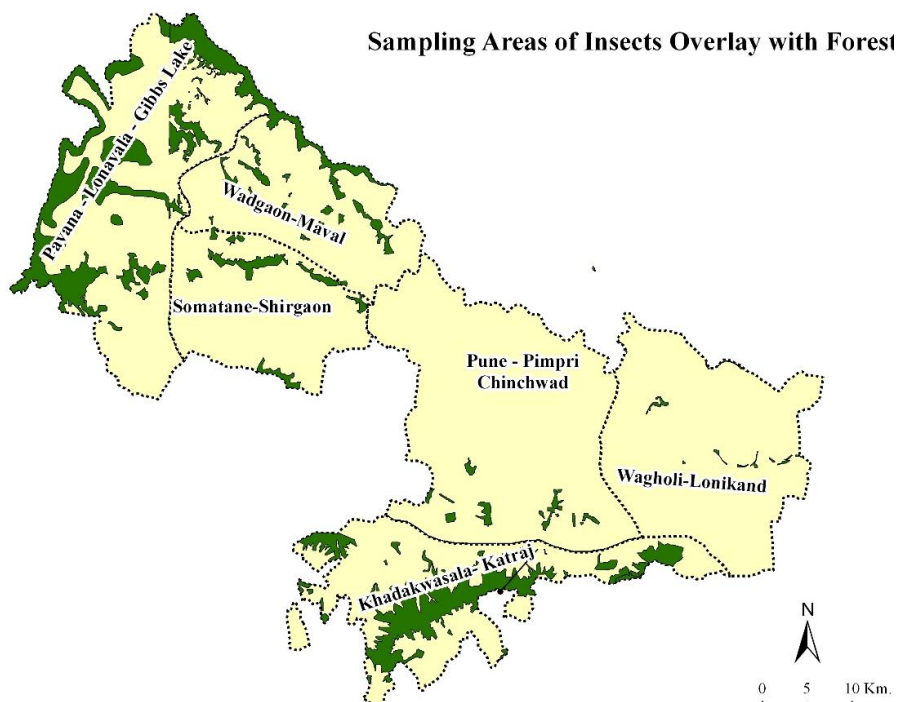 Sampling Areas of Insects Overlay with Forest
Pavana - Lonavala - Gibbs Lake
Wadgaon-Maval
Somatane-Shirgaon
Pune - Pimpri
Chinchwad
Wagholi-Lonikand
Khadakwasala- Katraj
N
0 5 10 Km.